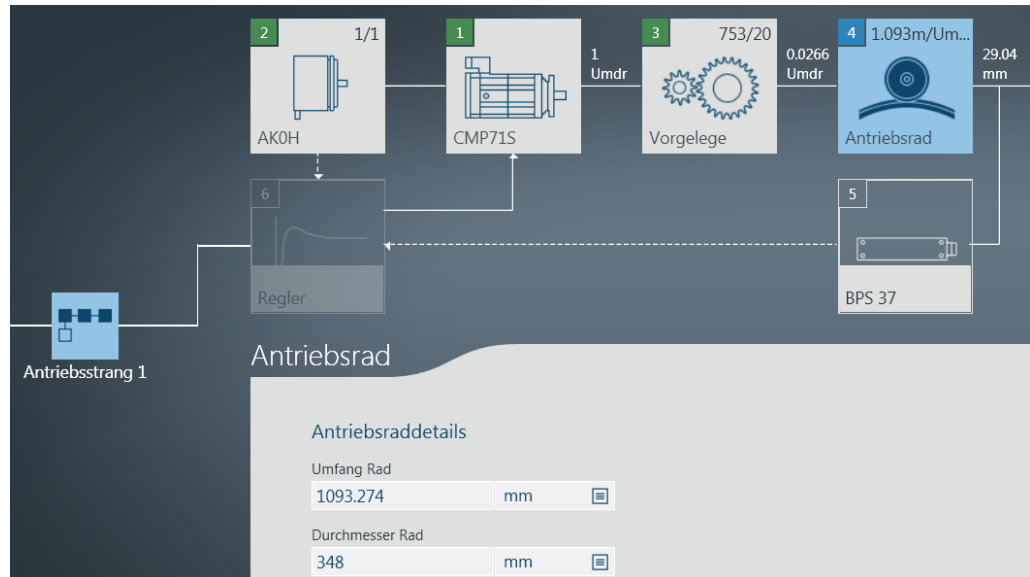 2 1/1
AK0H
1
CMP71S
1
Umdr
3 753/20
Vorgelege
0.0266
Umdr
4 1.093m/Um...
Antriebsrad
29.04
mm
6
Regler
5
BPS 37
Antriebsstrang 1
Antriebsrad
Antriebsraddetails
Umfang Rad
1093.274 mm
Durchmesser Rad
348 mm